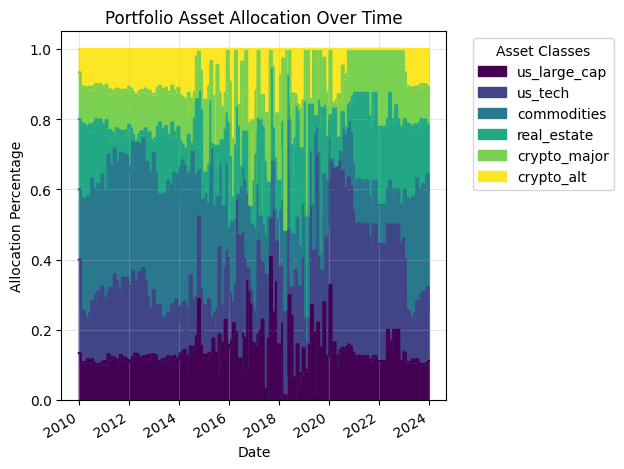 Portfolio Asset Allocation Over Time
Allocation Percentage
1.0
0.8
0.6
0.4
0.2
0.0
2010
2012
2014
2016
2018
2020
2022
2024
Date
Asset Classes
us_large_cap
us_tech
commodities
real_estate
crypto_major
crypto_alt